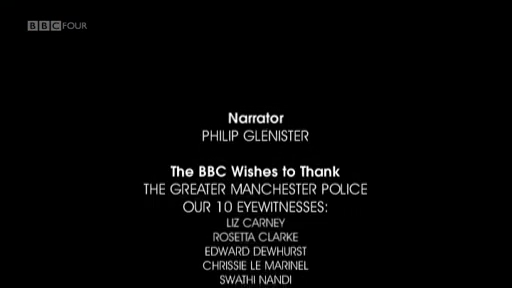 BBC FOUR
Narrator
PHILIP GLENISTER
The BBC Wishes to Thank
THE GREATER MANCHESTER POLICE
OUR 10 EYEWITNESSES:
LIZ CARNEY
ROSETTA CLARKE
EDWARD DEWHURST
CHRISSIE LE MARINEL
SWATHI NANDI